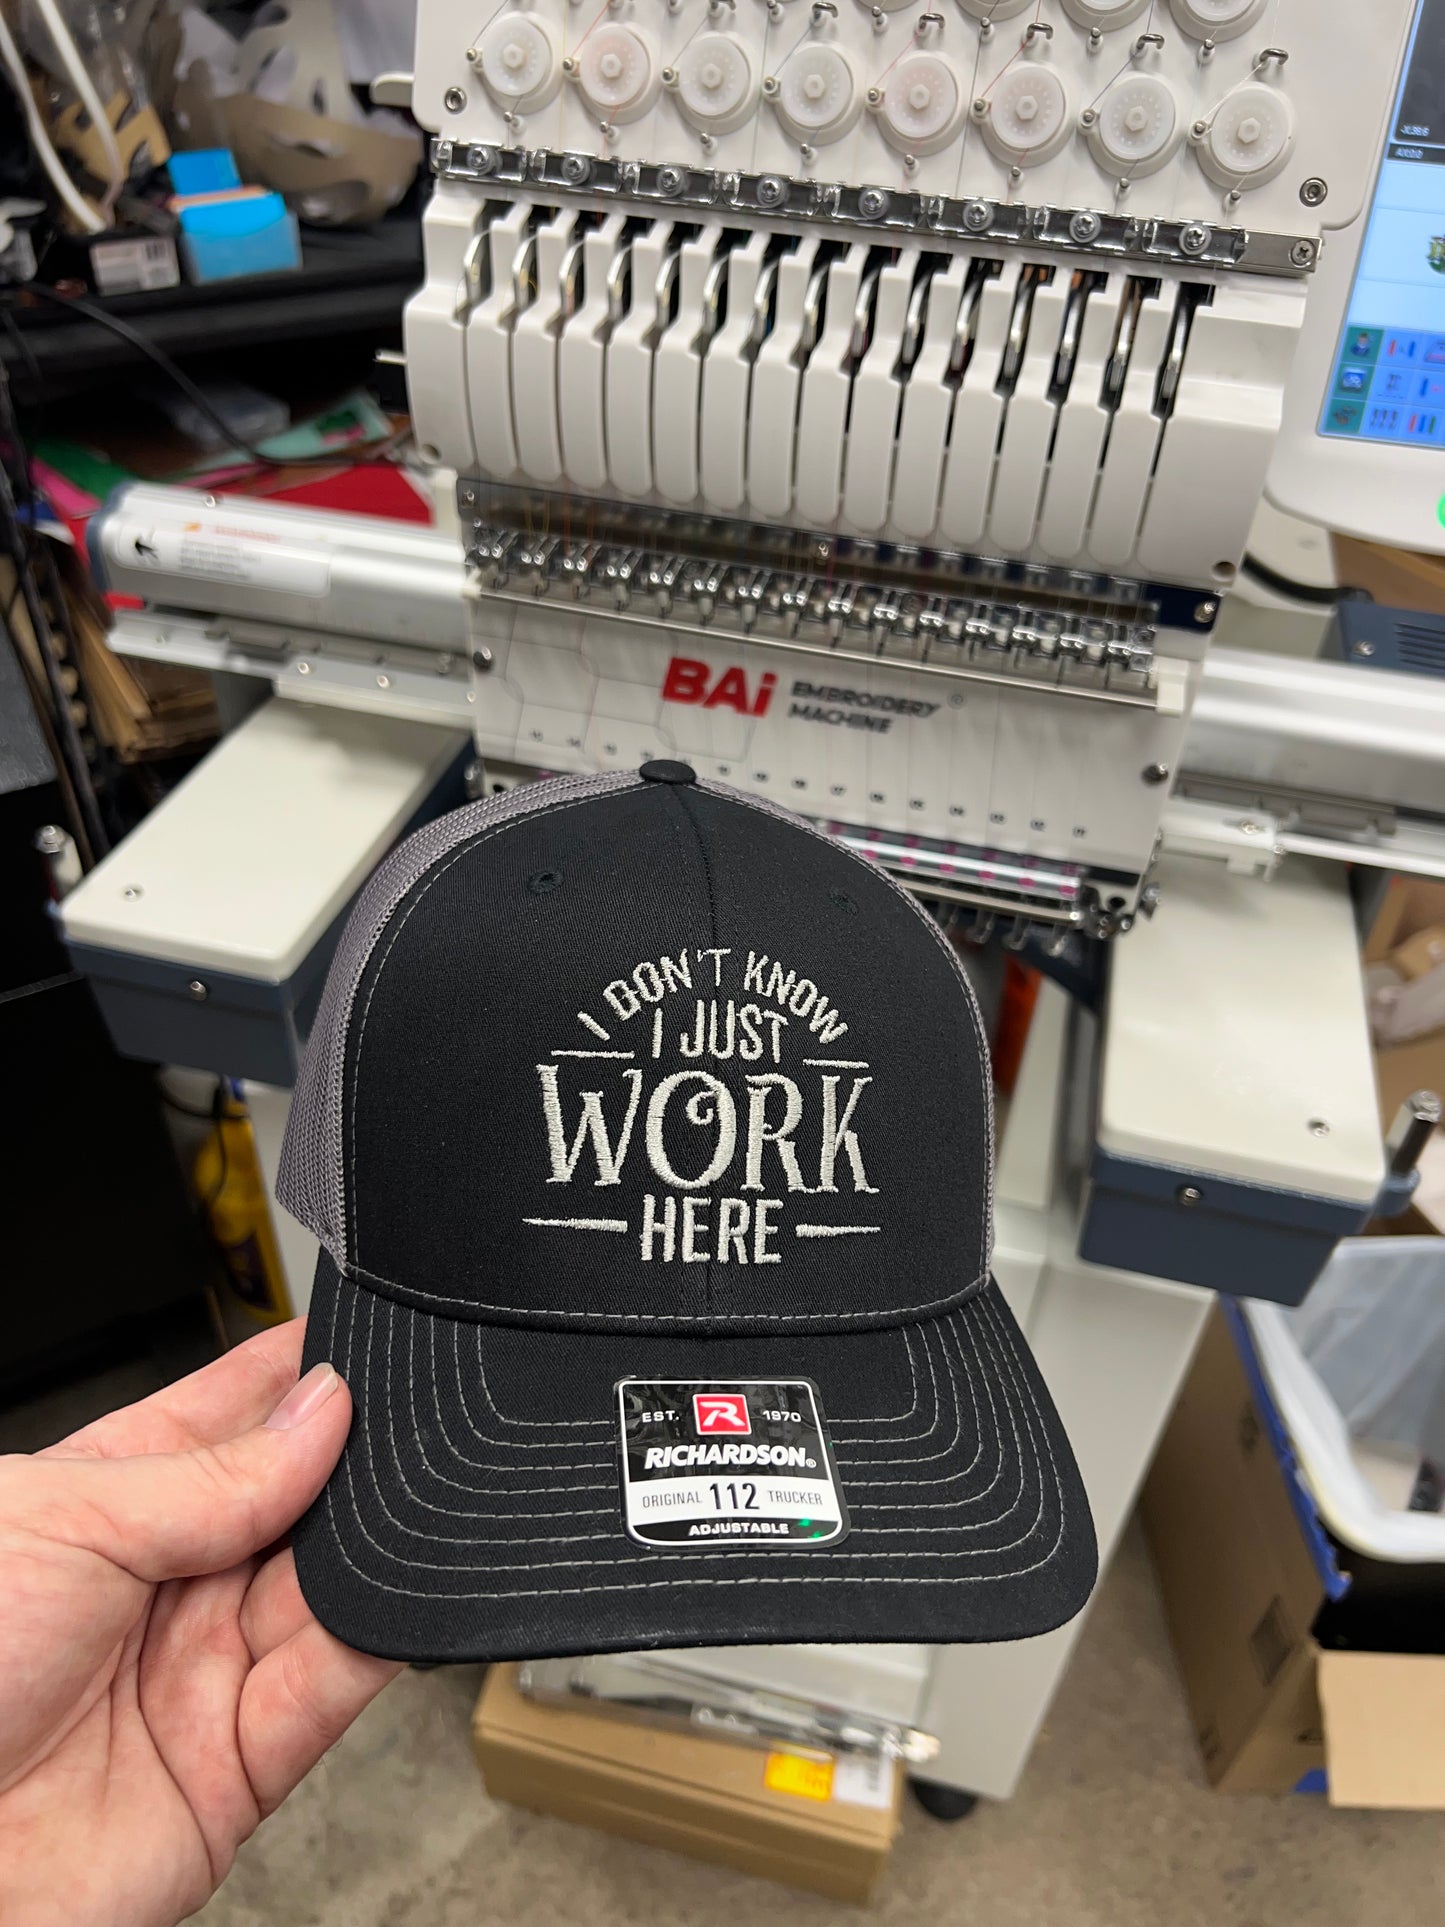 BAi EMBROIDERY
MACHINE
I DON'T KNOW
I JUST
WORK
HERE
EST. R 1970
RICHARDSON®
ORIGINAL 112 TRUCKER
ADJUSTABLE